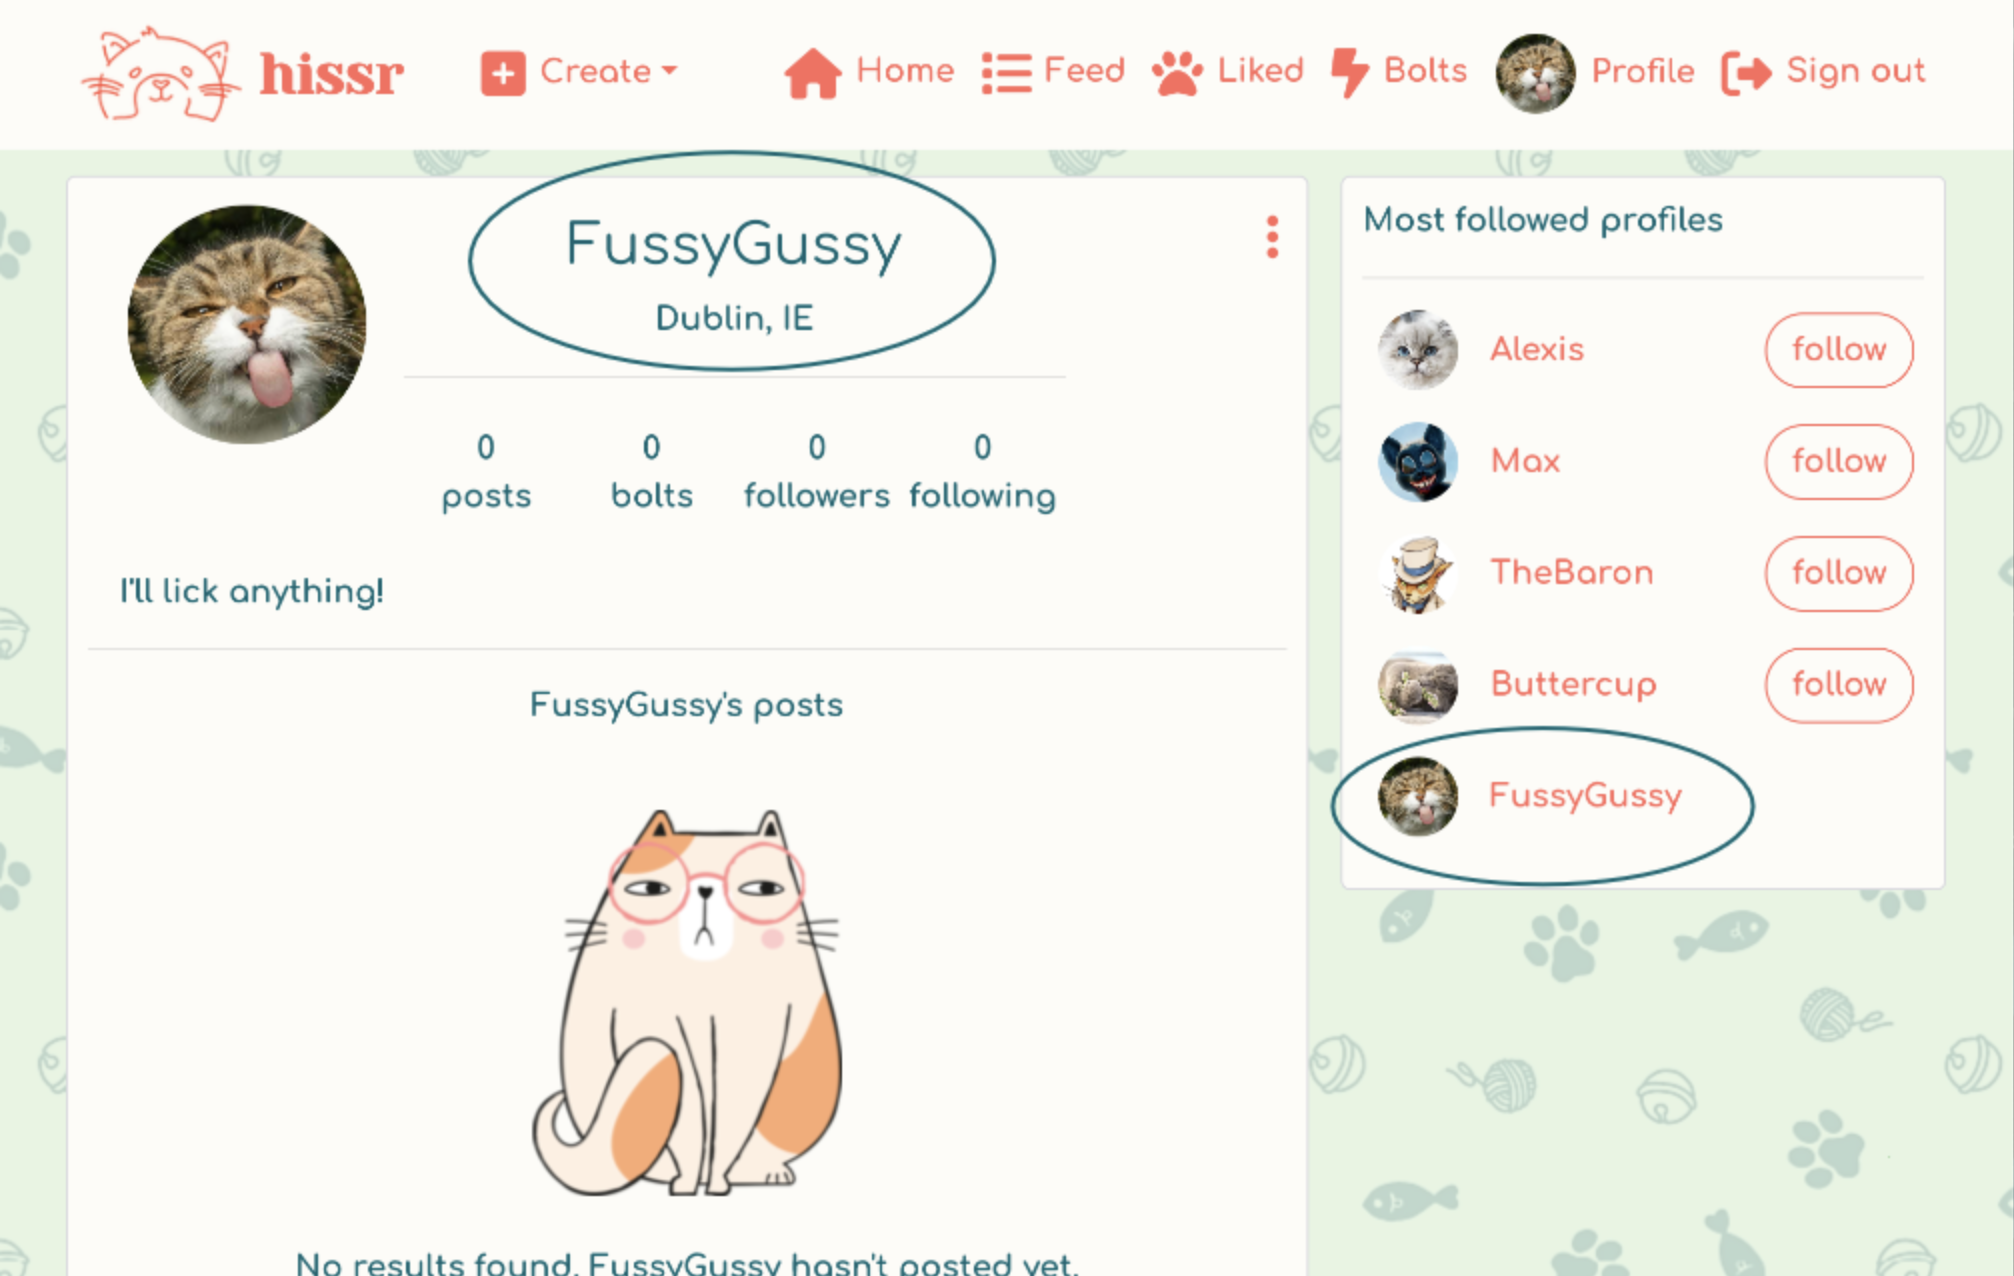 hissr Create Home Feed Liked Bolts Profile Sign out
FussyGussy
Dublin, IE
0 0 0 0
posts bolts followers following
I'll lick anything!
FussyGussy's posts
No results found. FussyGussy hasn't posted yet.
Most followed profiles
Alexis follow
Max follow
TheBaron follow
Buttercup follow
FussyGussy